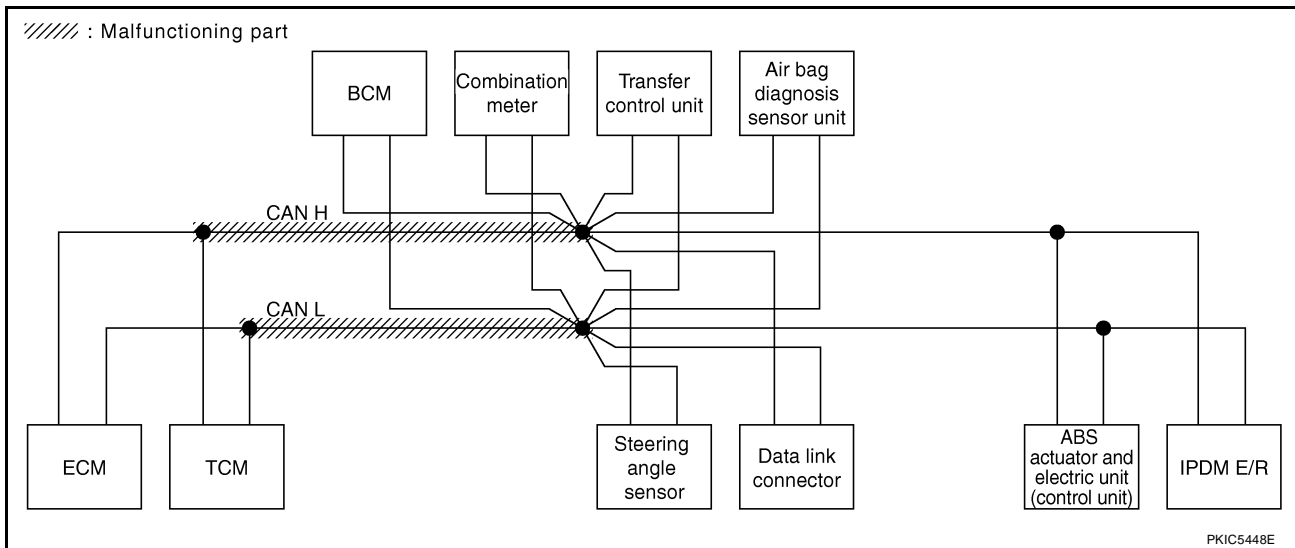 : Malfunctioning part
BCM
Combination
meter
Transfer
control unit
Air bag
diagnosis
sensor unit
CAN H
CAN L
ECM
TCM
Steering
angle
sensor
Data link
connector
ABS
actuator and
electric unit
(control unit)
IPDM E/R
PKIC5448E